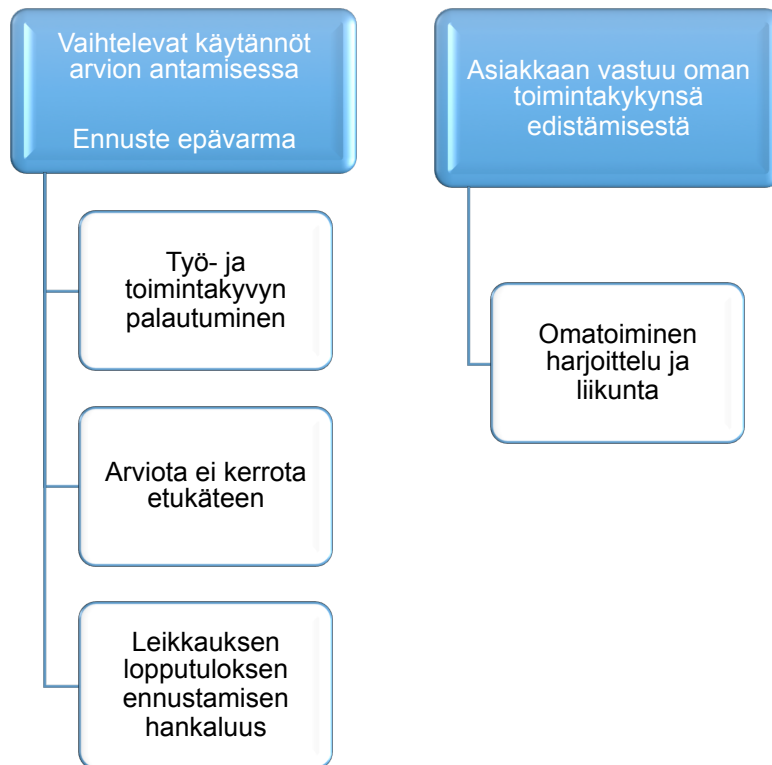 Vaihtelevat käytännöt
arvion antamisessa
Ennuste epävarma
Työ- ja
toimintakyvyn
palautuminen
Arviota ei kerrota
etukäteen
Leikkauksen
lopputuloksen
ennustamisen
hankaluus
Asiakkaan vastuu oman
toimintakykynsä
edistämisestä
Omatoiminen
harjoittelu ja
liikunta